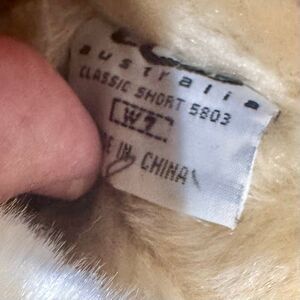 australia
CLASSIC SHORT 5803
W7
IN CHINA